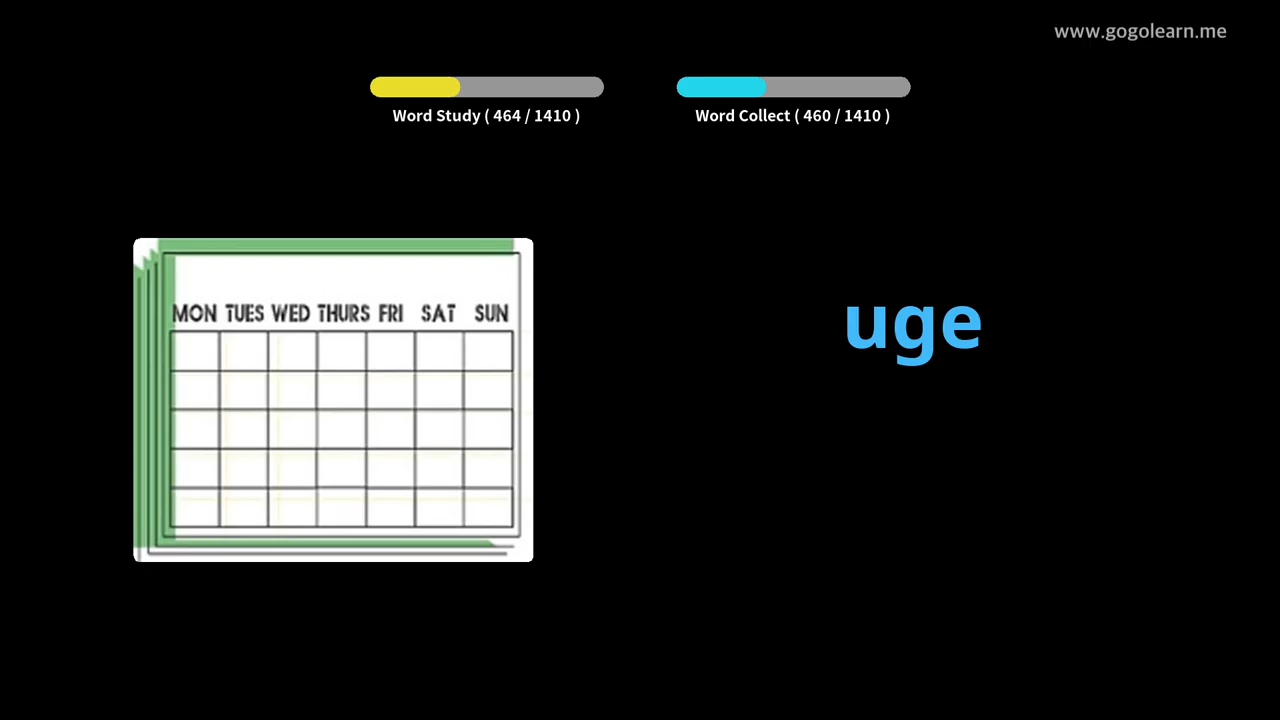 www.gogolearn.me
Word Study ( 464 / 1410 )
Word Collect ( 460 / 1410 )
MON TUES WED THURS FRI SAT SUN
uge